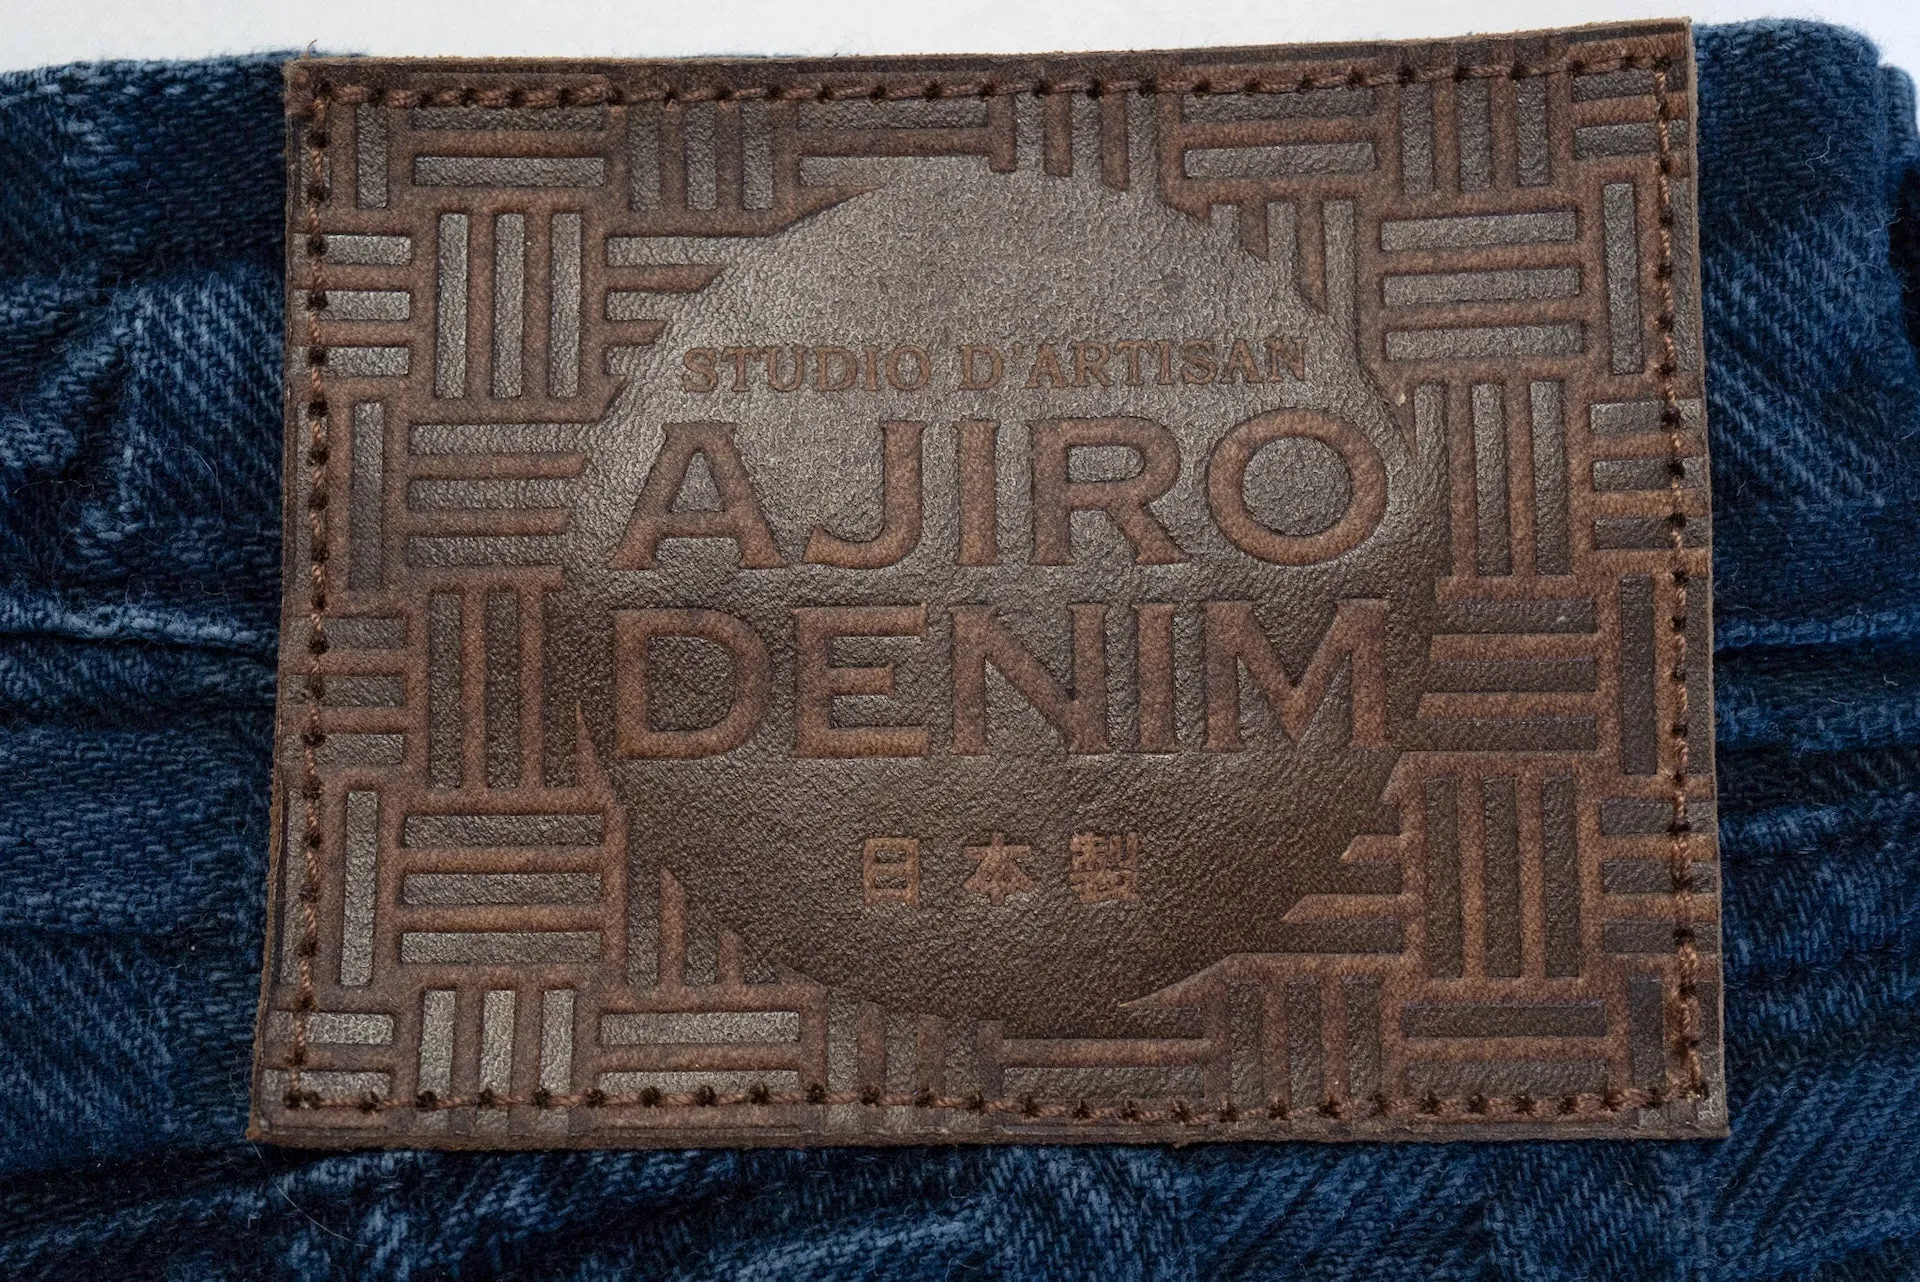 STUDIO D'ARTISAN
AJIRO
DENIM
日本製